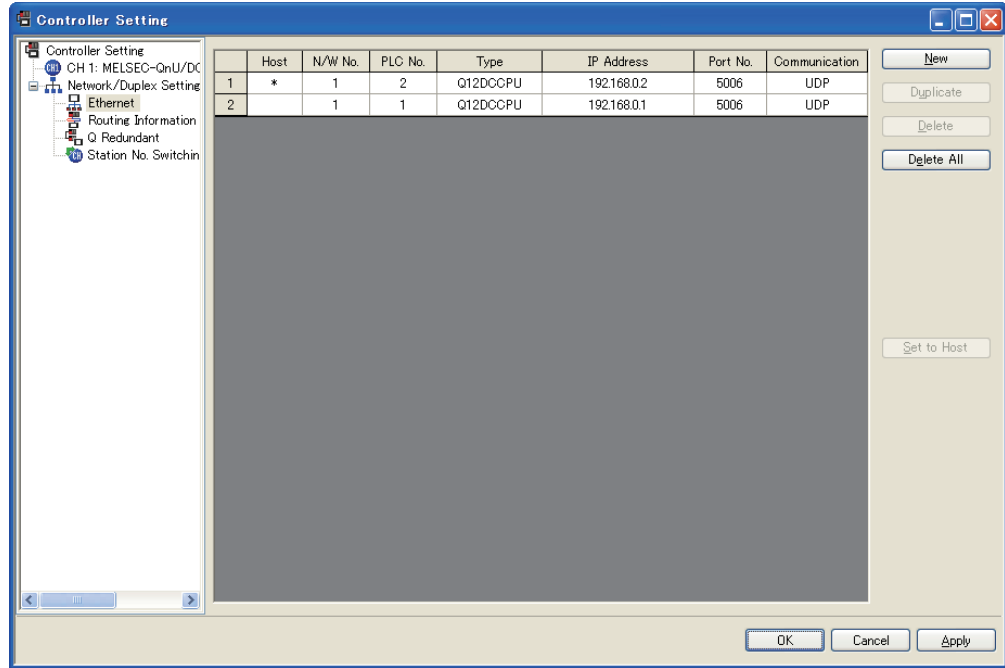 Controller Setting
Controller Setting
CH 1: MELSEC-QnU/DC
Network/Duplex Setting
Ethernet
Routing Information
Q Redundant
Station No. Switchin
Host N/W No. PLC No. Type IP Address Port No. Communication
1 * 1 2 Q12DCCPU 192.168.0.2 5006 UDP
2 1 1 Q12DCCPU 192.168.0.1 5006 UDP
New
Duplicate
Delete
Delete All
Set to Host
OK Cancel Apply